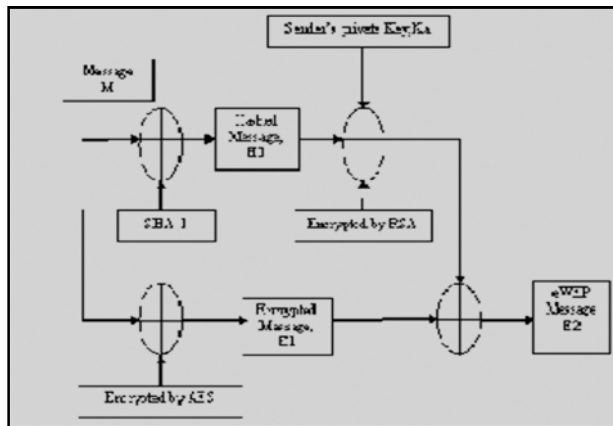 Sender's private Key,Ka
Message
M
Hashed
Message,
H1
SHA-1
Encrypted by RSA
Encrypted
Message,
E1
eWEP
Message
E2
Encrypted by AES